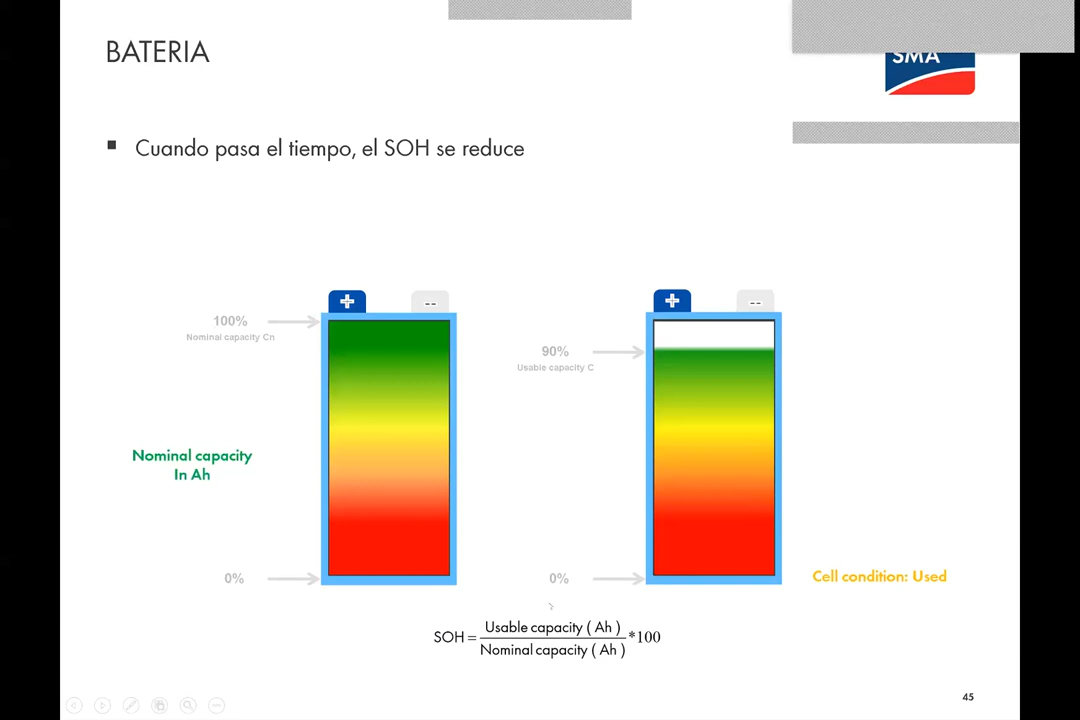 BATERIA
SMA
Cuando pasa el tiempo, el SOH se reduce
+ -- + --
100%
Nominal capacity Cn
90%
Usable capacity C
Nominal capacity
In Ah
0%
0%
Cell condition: Used
SOH = Usable capacity ( Ah ) / Nominal capacity ( Ah ) *100
45